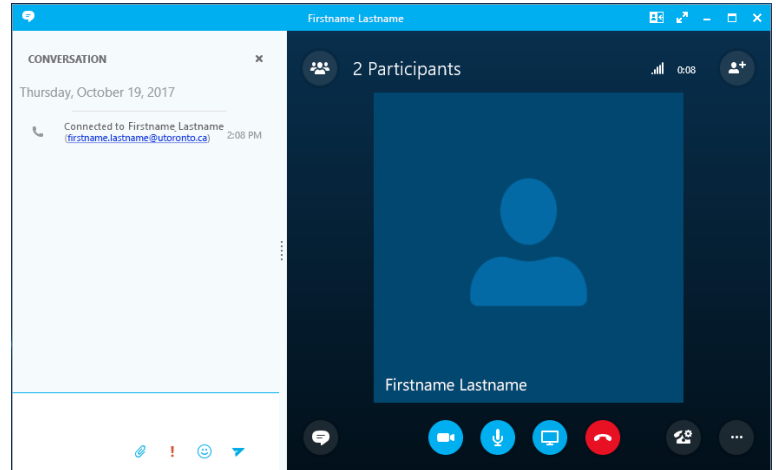 Firstname Lastname
CONVERSATION
Thursday, October 19, 2017
Connected to Firstname Lastname
(firstname.lastname@utoronto.ca) 2:08 PM
2 Participants
0:08
Firstname Lastname